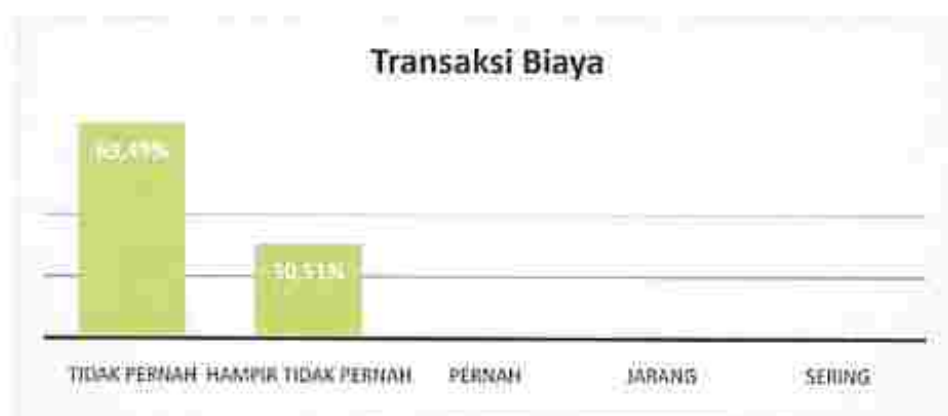 Transaksi Biaya
69,49%
30,51%
TIDAK PERNAH HAMPIR TIDAK PERNAH PERNAH JARANG SERING